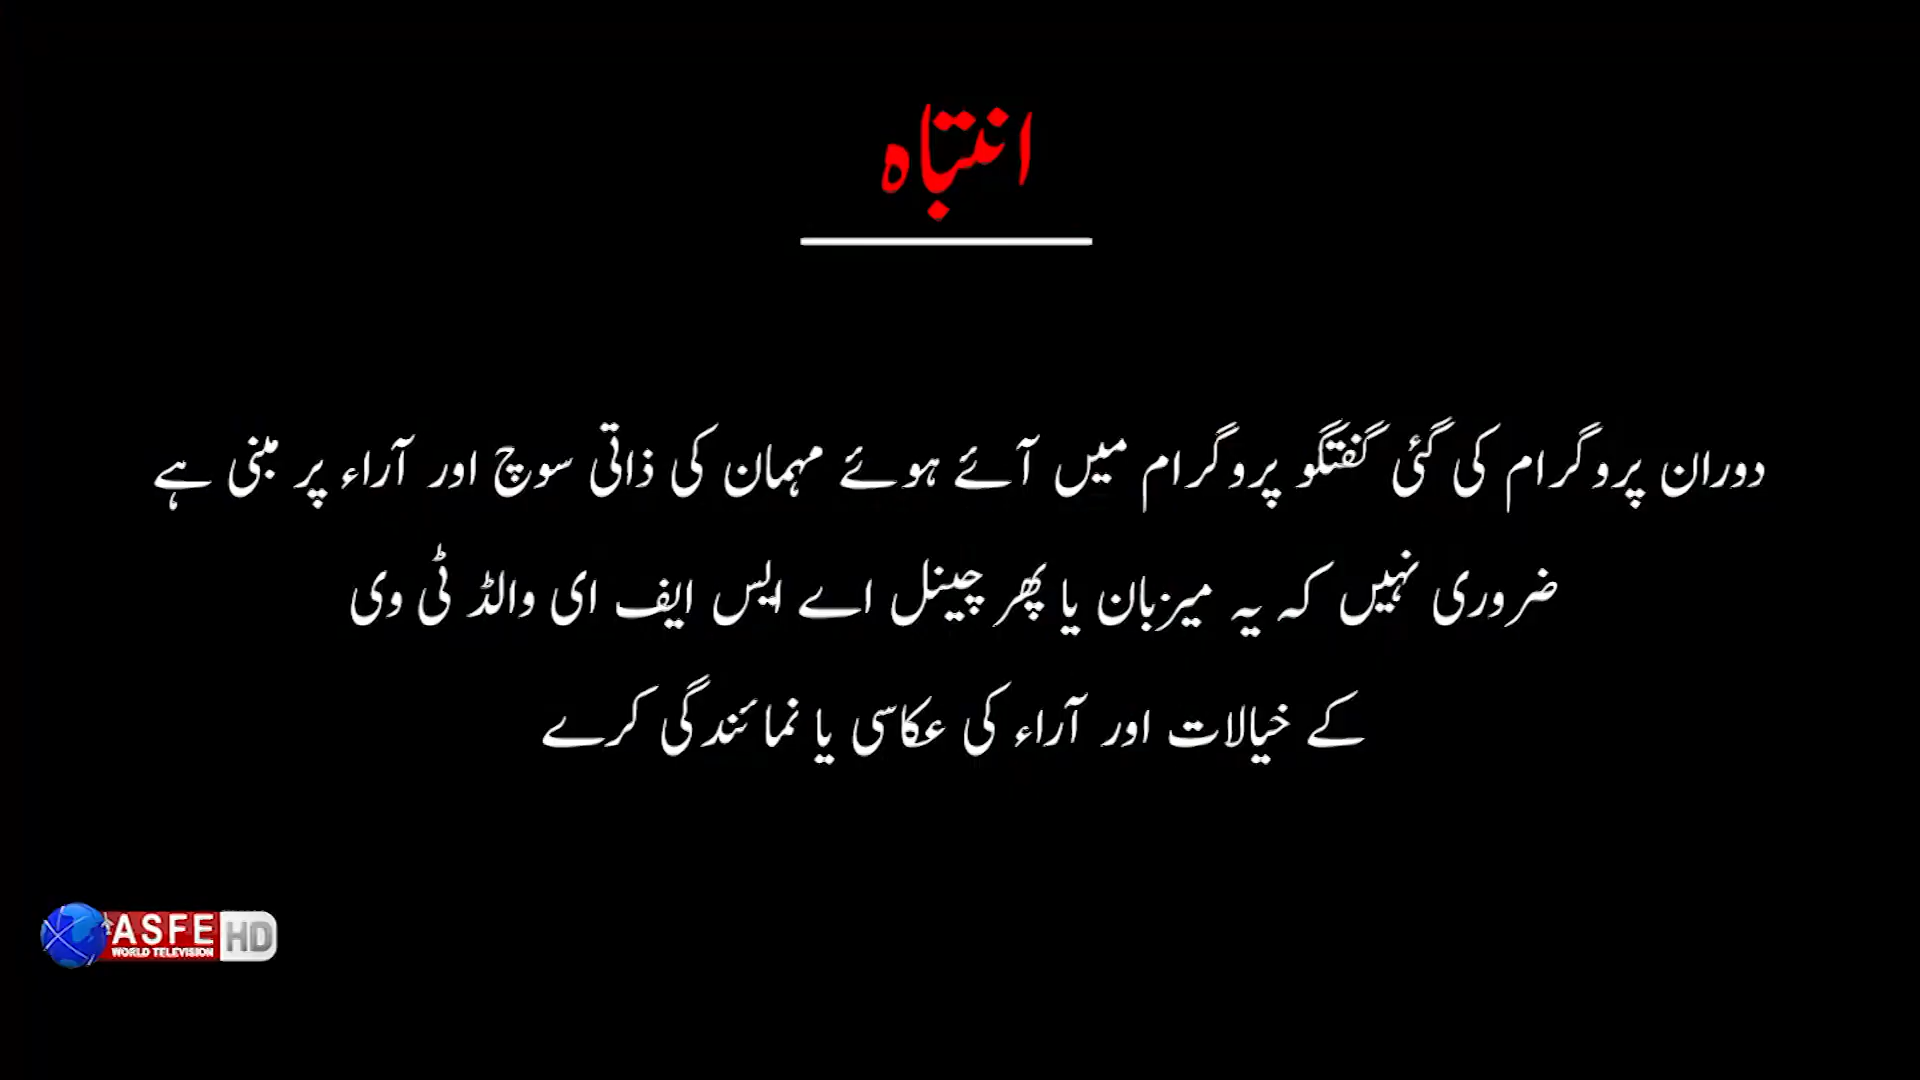 انتباہ
دوران پروگرام کی گئی گفتگو پروگرام میں آئے ہوئے مہمان کی ذاتی سوچ اور آراء پر مبنی ہے
ضروری نہیں کہ یہ میزبان یا پھر چینل اے ایس ایف ای والڈ ٹی وی
کے خیالات اور آراء کی عکاسی یا نمائندگی کرے
ASFE HD
WORLD TELEVISION